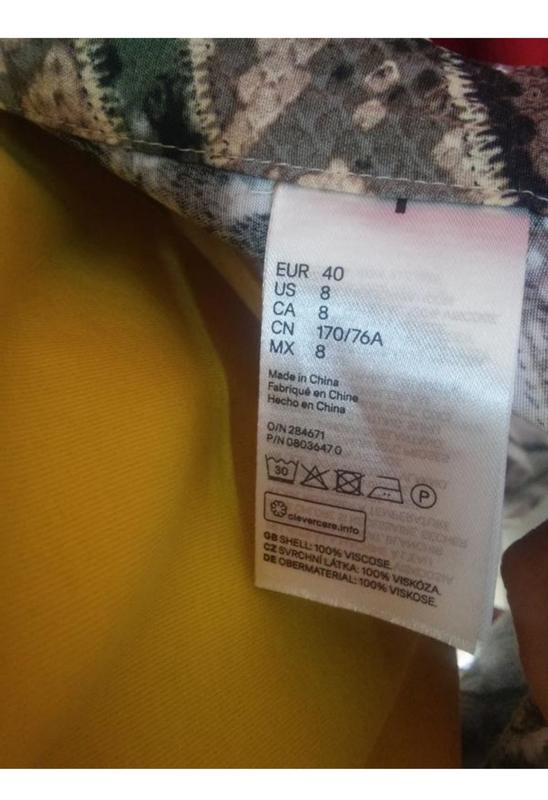 EUR 40
US 8
CA 8
CN 170/76A
MX 8
Made in China
Fabriqué en Chine
Hecho en China
O/N 284671
P/N 0803647 0
30
P
clevercare.info
GB SHELL: 100% VISCOSE.
CZ SVRCHNÍ LÁTKA: 100% VISKÓZA.
DE OBERMATERIAL: 100% VISKOSE.